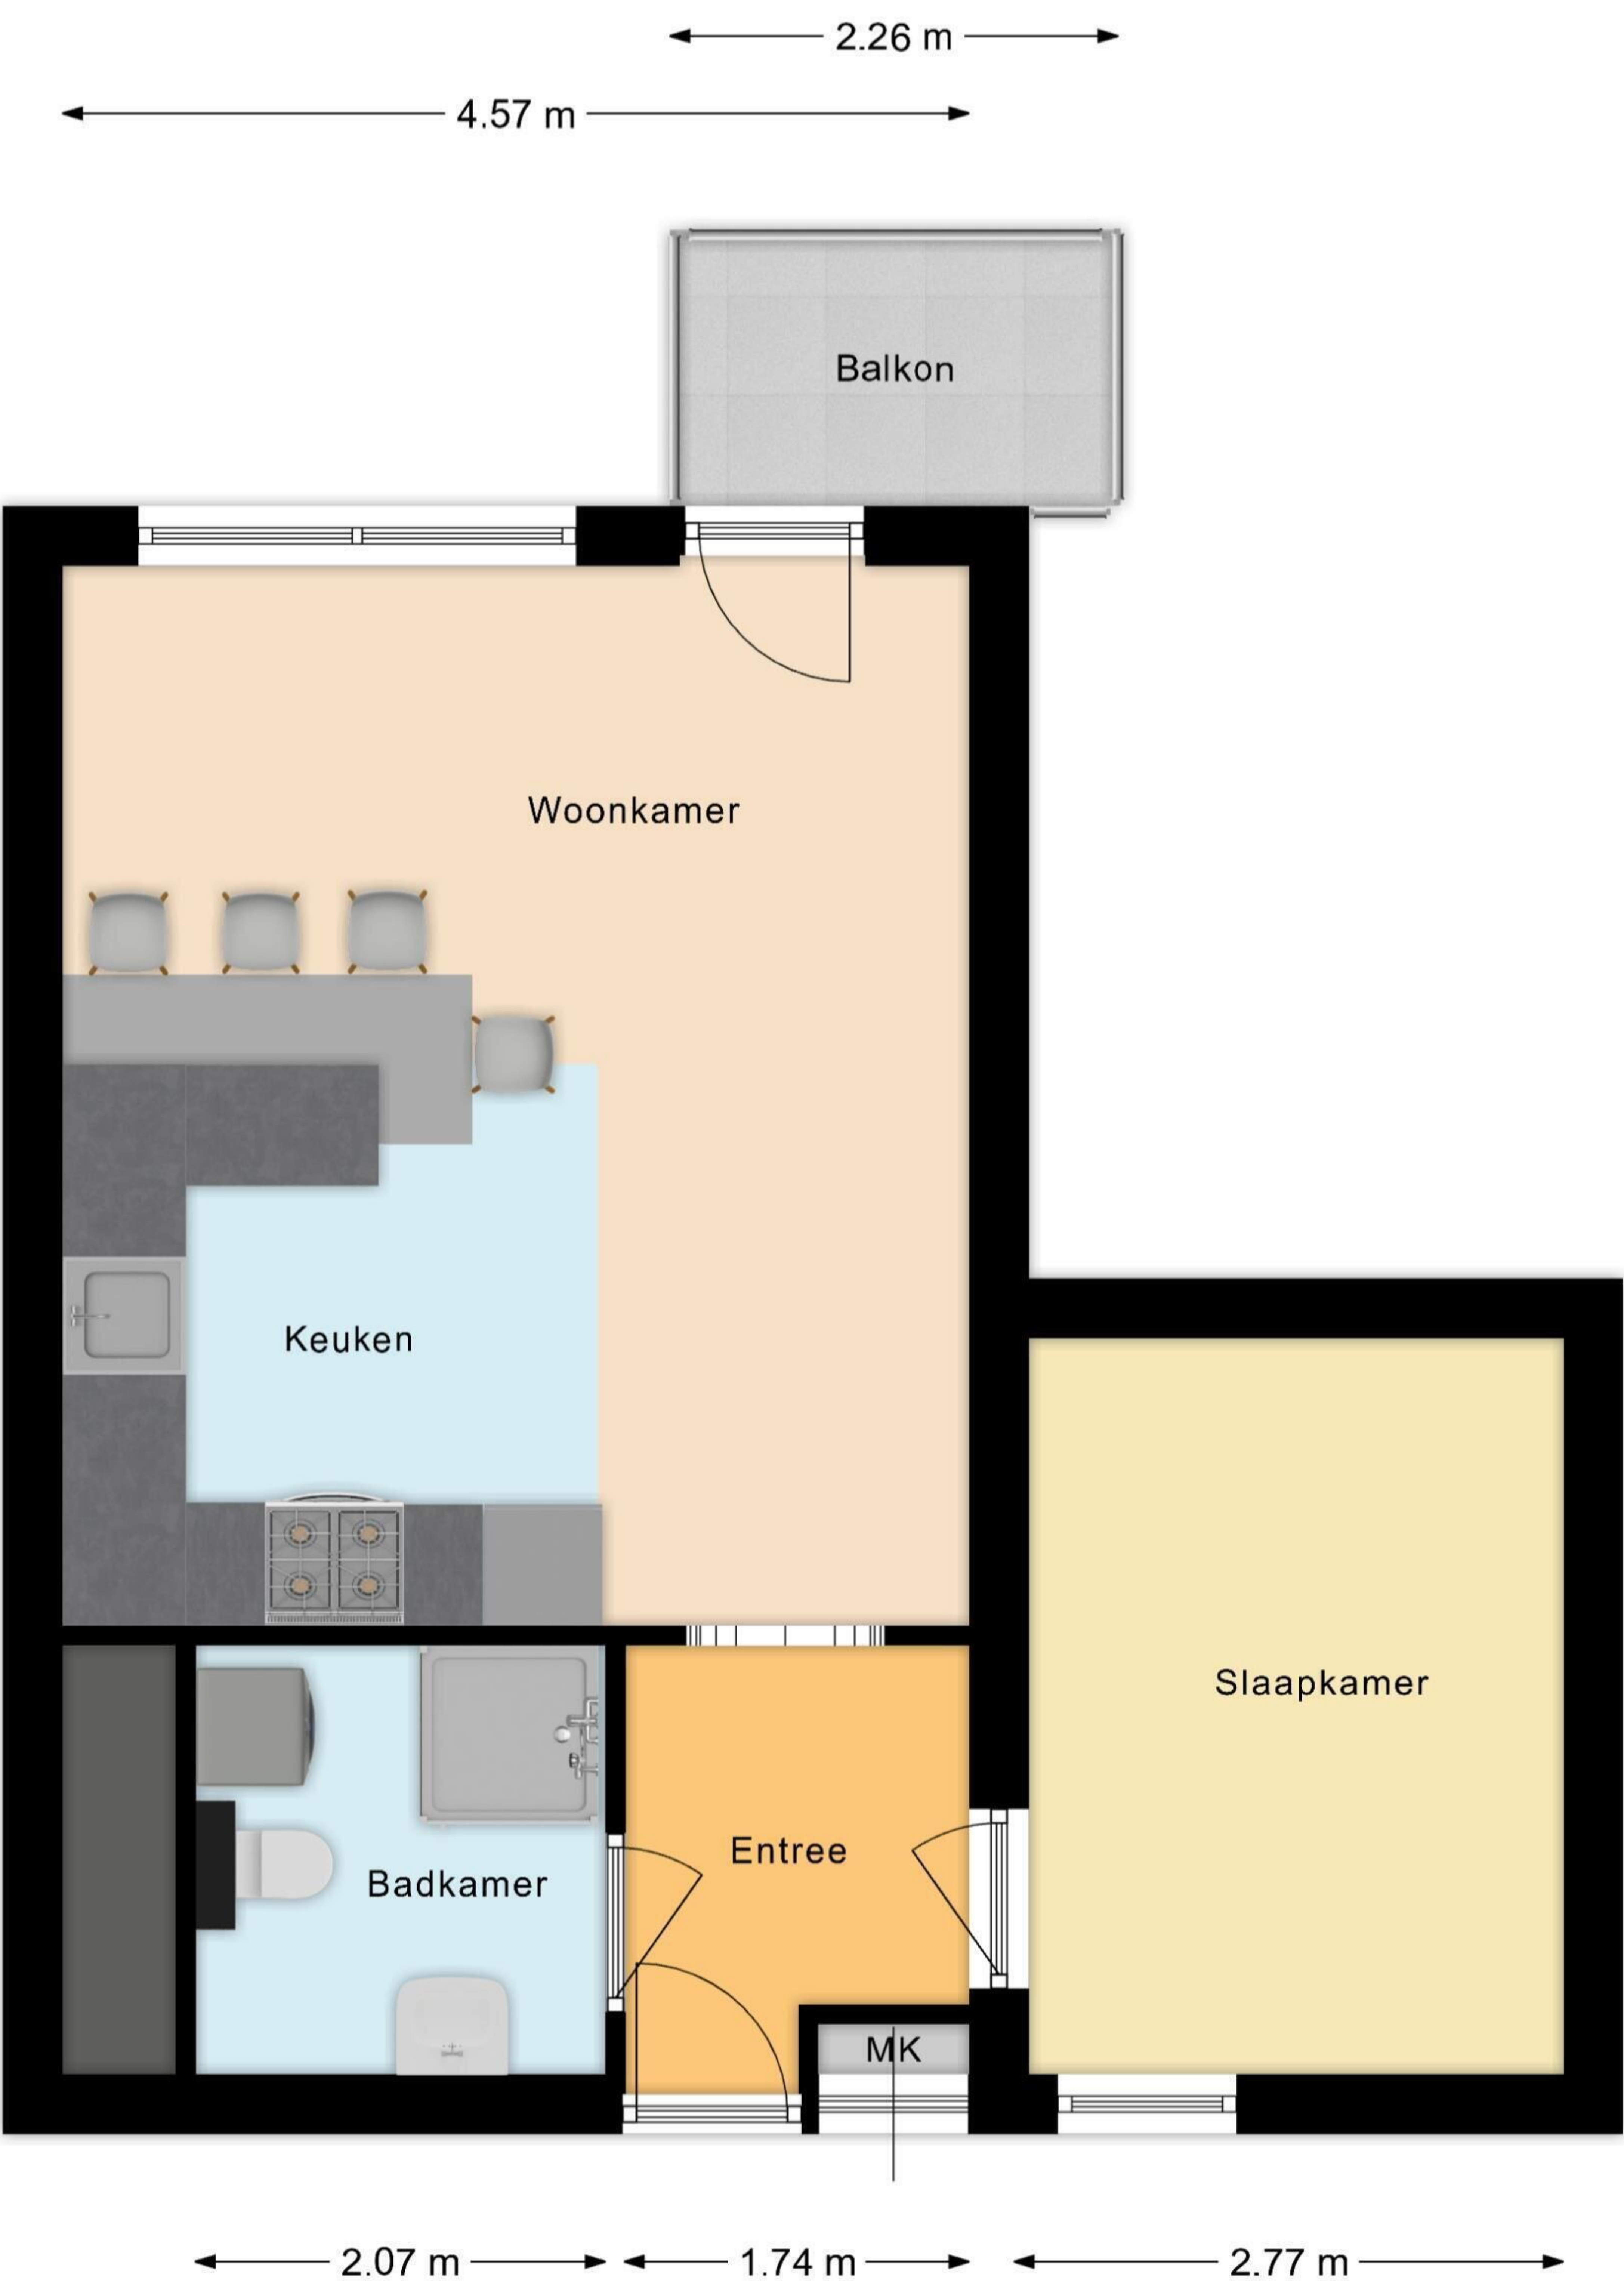 2.26 m
4.57 m
Balkon
Woonkamer
Keuken
Slaapkamer
Entree
Badkamer
MK
2.07 m
1.74 m
2.77 m